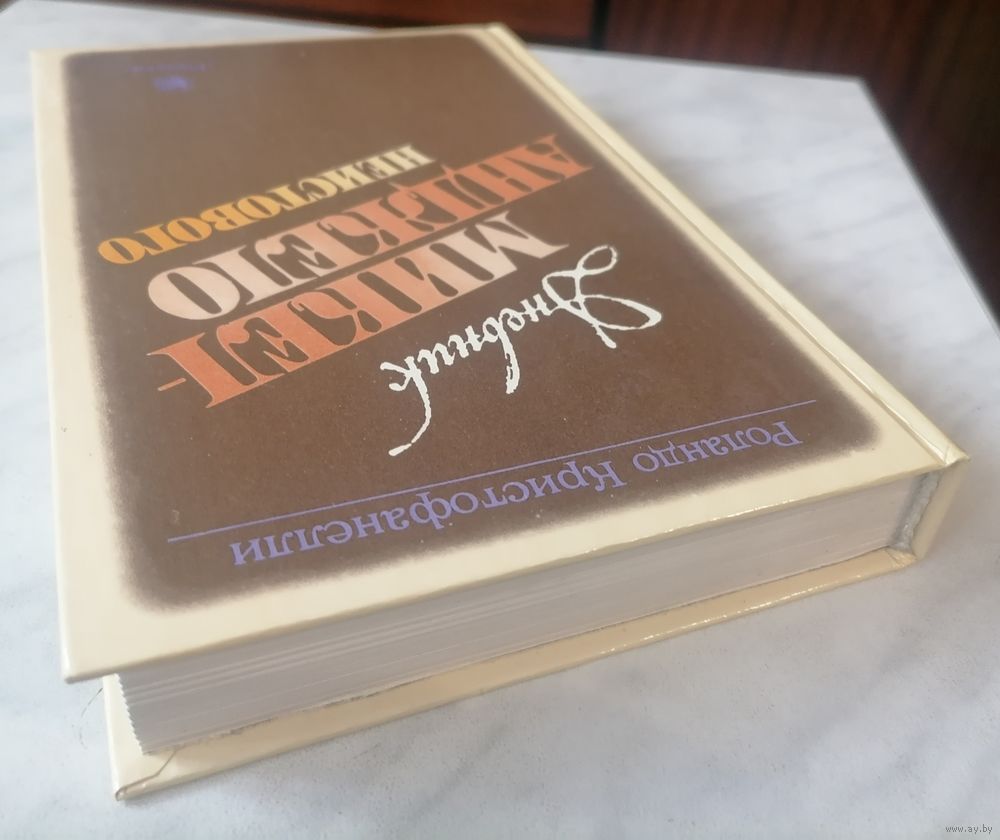 Роландо Кристофанелли
Дневник
МИКЕЛ-
АНДЖЕЛО
НЕИСТОВОГО
www.ay.by